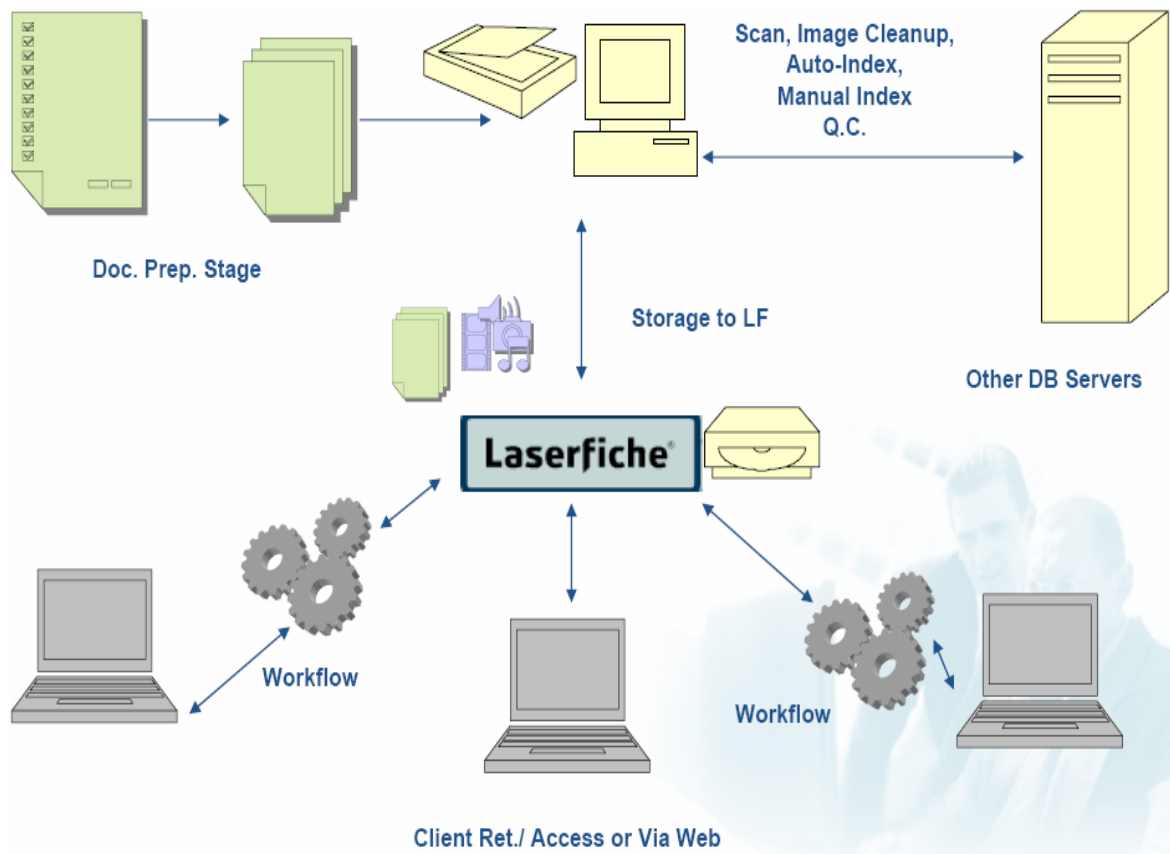 Scan, Image Cleanup,
Auto-Index,
Manual Index
Q.C.
Doc. Prep. Stage
Storage to LF
Other DB Servers
Laserfiche®
Workflow
Workflow
Client Ret./ Access or Via Web